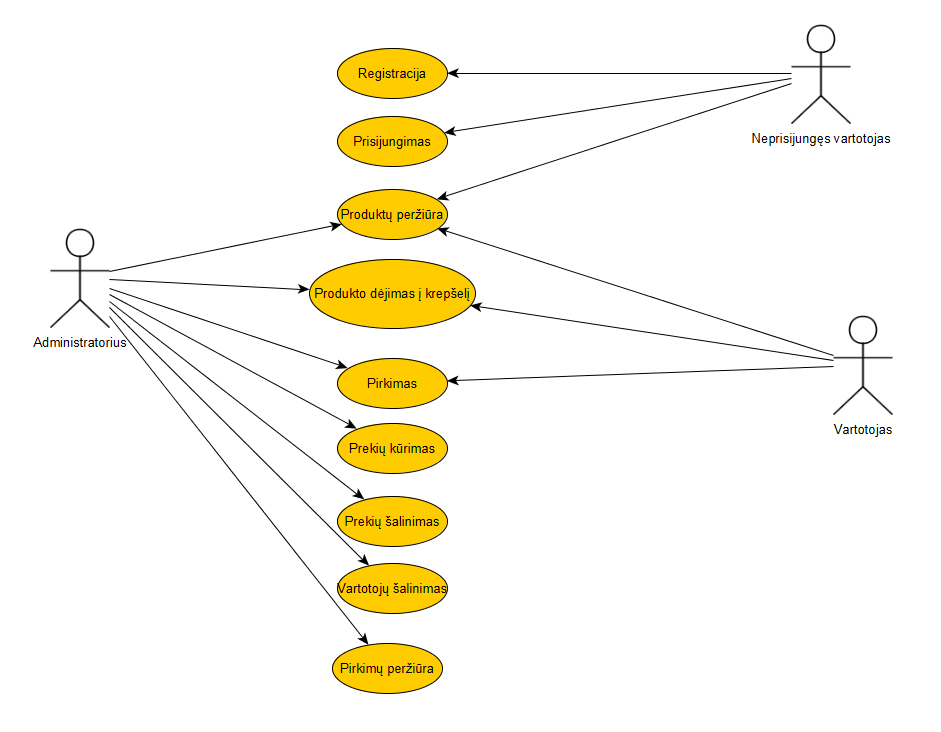 Registracija
Neprisijungęs vartotojas
Prisijungimas
Produktų peržiūra
Produkto dėjimas į krepšelį
Administratorius
Pirkimas
Vartotojas
Prekių kūrimas
Prekių šalinimas
Vartotojų šalinimas
Pirkimų peržiūra